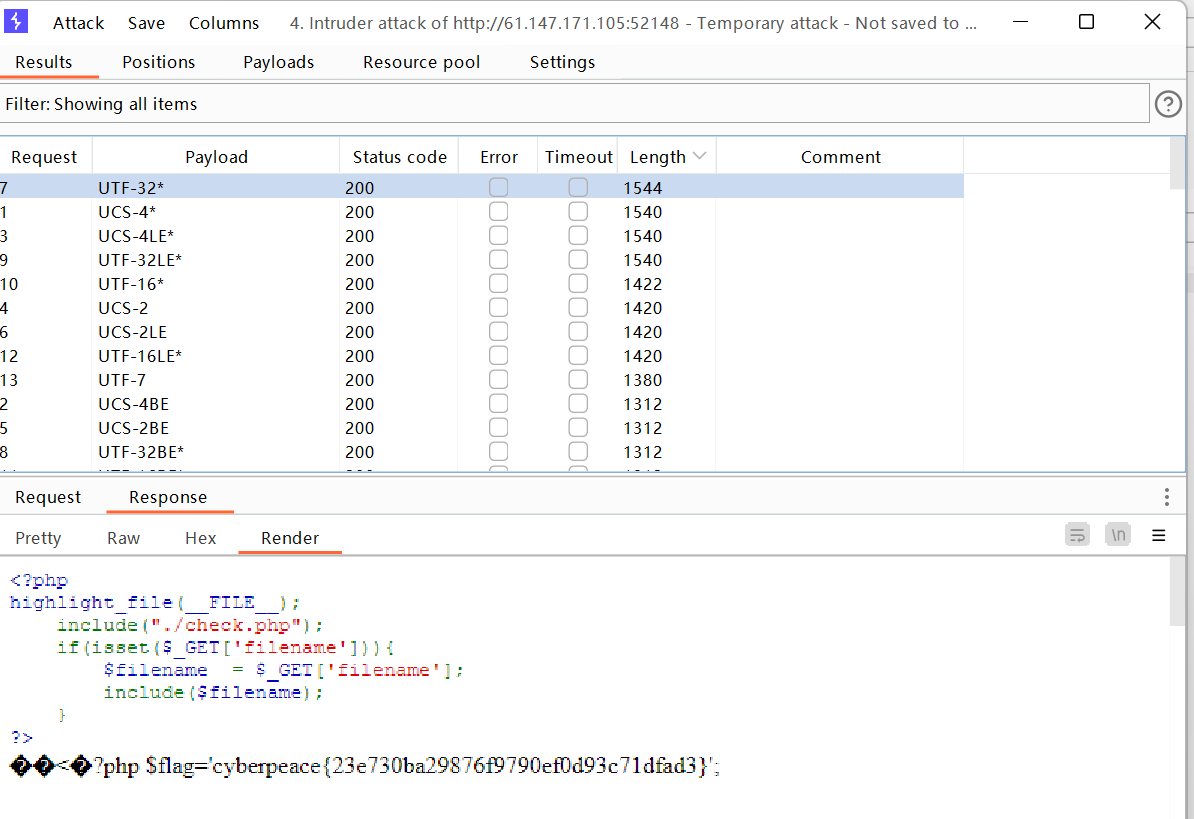 Attack Save Columns 4. Intruder attack of http://61.147.171.105:52148 - Temporary attack - Not saved to ...
Results Positions Payloads Resource pool Settings
Filter: Showing all items
Request Payload Status code Error Timeout Length Comment
7 UTF-32* 200 1544
1 UCS-4* 200 1540
3 UCS-4LE* 200 1540
9 UTF-32LE* 200 1540
10 UTF-16* 200 1422
4 UCS-2 200 1420
6 UCS-2LE 200 1420
12 UTF-16LE* 200 1420
13 UTF-7 200 1380
2 UCS-4BE 200 1312
5 UCS-2BE 200 1312
8 UTF-32BE* 200 1312
Request Response
Pretty Raw Hex Render \n
<?php
highlight_file(__FILE__);
include("./check.php");
if(isset($_GET['filename'])){
$filename = $_GET['filename'];
include($filename);
}
?>
��<�?php $flag='cyberpeace{23e730ba29876f9790ef0d93c71dfad3}';